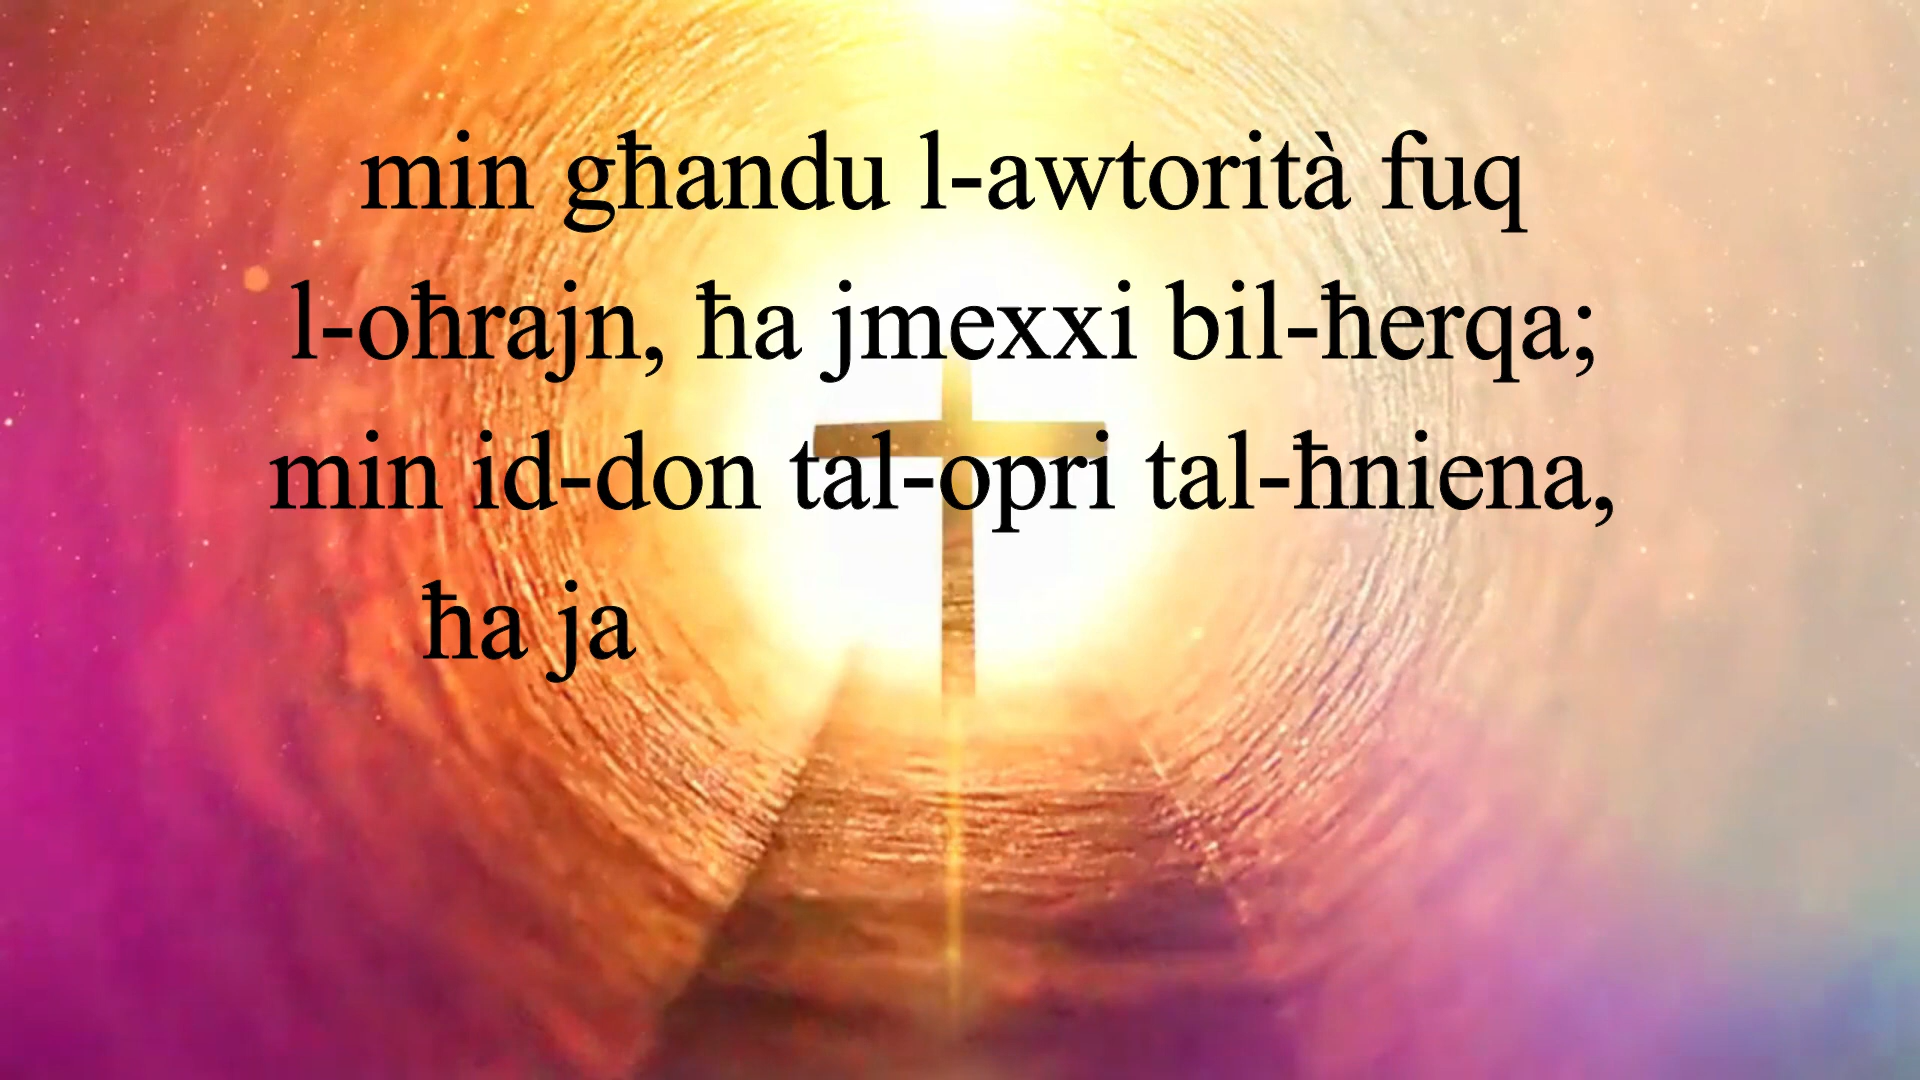 min għandu l-awtorità fuq
l-oħrajn, ħa jmexxi bil-ħerqa;
min id-don tal-opri tal-ħniena,
ħa ja